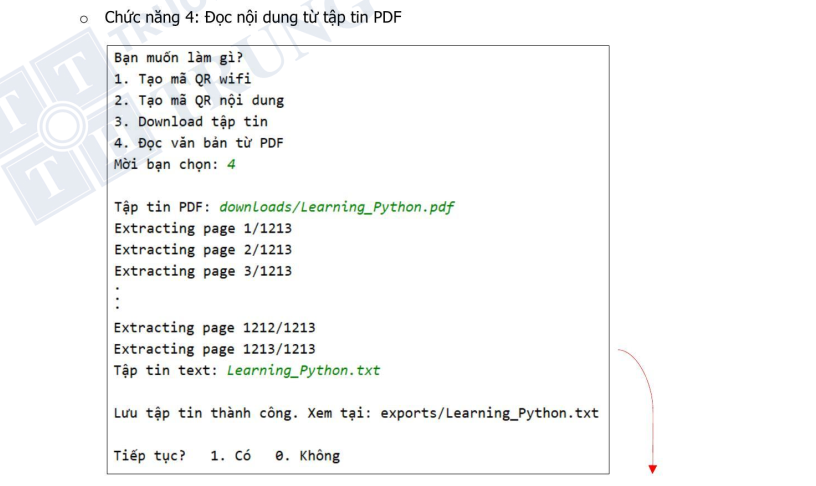 o Chức năng 4: Đọc nội dung từ tập tin PDF
Bạn muốn làm gì?
1. Tạo mã QR wifi
2. Tạo mã QR nội dung
3. Download tập tin
4. Đọc văn bản từ PDF
Mời bạn chọn: 4
Tập tin PDF: downloads/Learning_Python.pdf
Extracting page 1/1213
Extracting page 2/1213
Extracting page 3/1213
.
:
Extracting page 1212/1213
Extracting page 1213/1213
Tập tin text: Learning_Python.txt
Lưu tập tin thành công. Xem tại: exports/Learning_Python.txt
Tiếp tục? 1. Có 0. Không